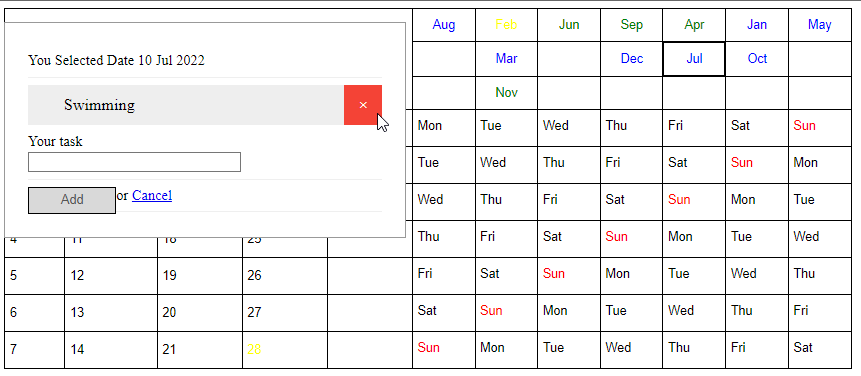 Aug Feb Jun Sep Apr Jan May
You Selected Date 10 Jul 2022
Mar Dec Jul Oct
Nov
Swimming ×
Mon Tue Wed Thu Fri Sat Sun
Your task
Tue Wed Thu Fri Sat Sun Mon
Add or Cancel
Wed Thu Fri Sat Sun Mon Tue
4 11 18 25 Thu Fri Sat Sun Mon Tue Wed
5 12 19 26 Fri Sat Sun Mon Tue Wed Thu
6 13 20 27 Sat Sun Mon Tue Wed Thu Fri
7 14 21 28 Sun Mon Tue Wed Thu Fri Sat